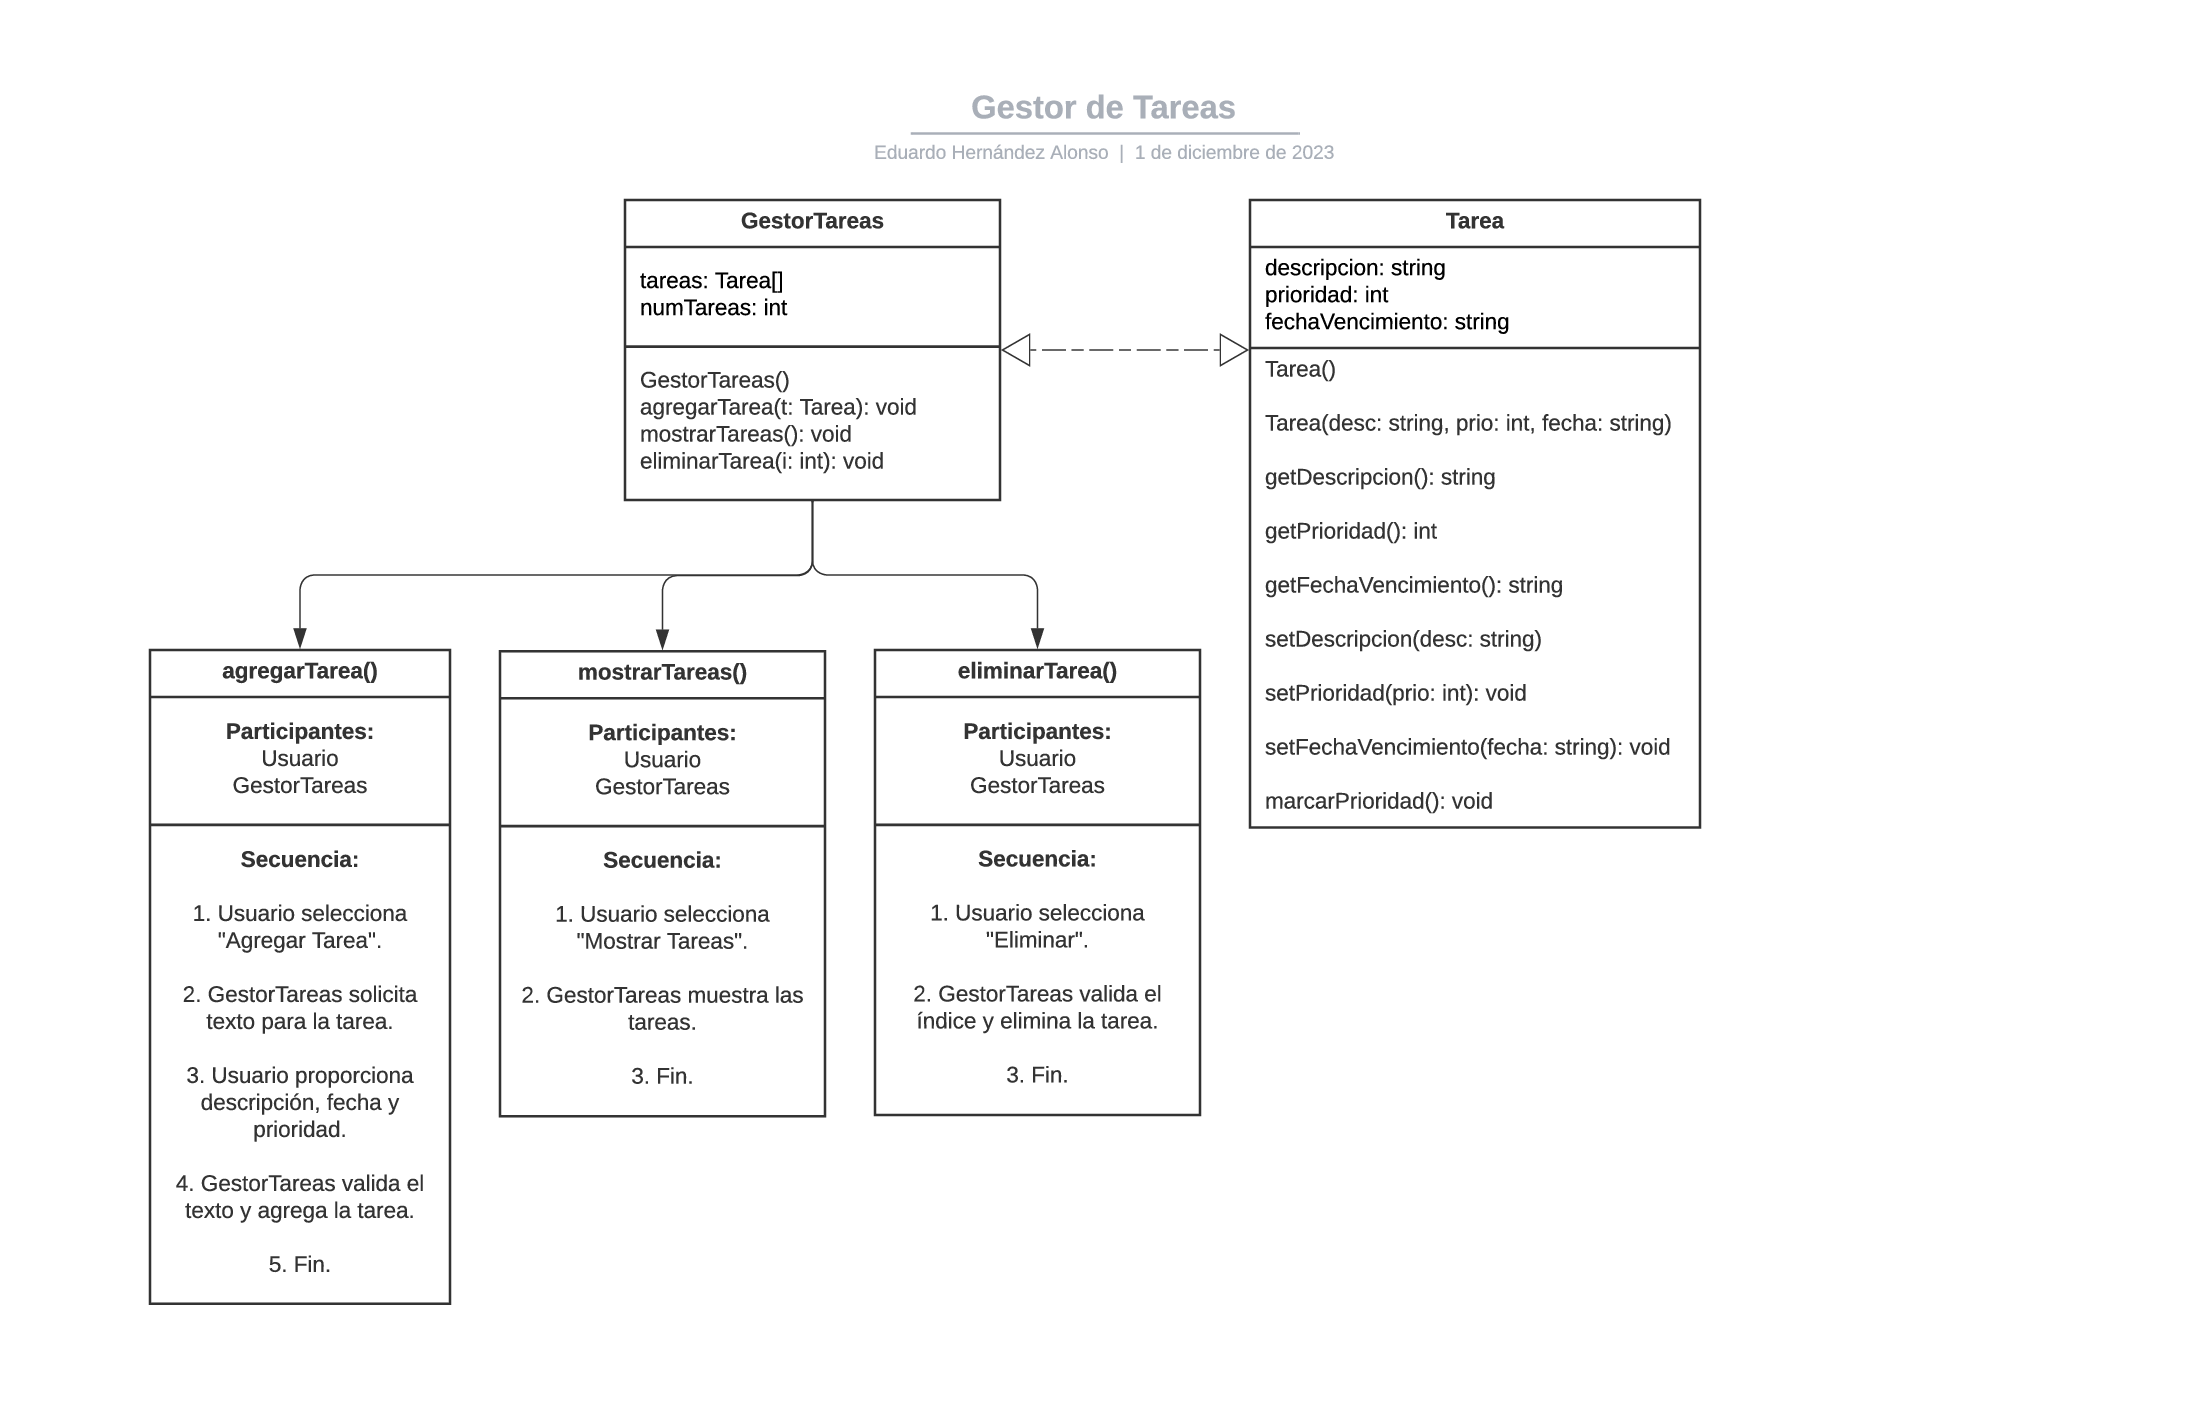 Gestor de Tareas
Eduardo Hernández Alonso | 1 de diciembre de 2023
GestorTareas
tareas: Tarea[]
numTareas: int
GestorTareas()
agregarTarea(t: Tarea): void
mostrarTareas(): void
eliminarTarea(i: int): void
Tarea
descripcion: string
prioridad: int
fechaVencimiento: string
Tarea()
Tarea(desc: string, prio: int, fecha: string)
getDescripcion(): string
getPrioridad(): int
getFechaVencimiento(): string
setDescripcion(desc: string)
setPrioridad(prio: int): void
setFechaVencimiento(fecha: string): void
marcarPrioridad(): void
agregarTarea()
Participantes:
Usuario
GestorTareas
Secuencia:
1. Usuario selecciona
"Agregar Tarea".
2. GestorTareas solicita
texto para la tarea.
3. Usuario proporciona
descripción, fecha y
prioridad.
4. GestorTareas valida el
texto y agrega la tarea.
5. Fin.
mostrarTareas()
Participantes:
Usuario
GestorTareas
Secuencia:
1. Usuario selecciona
"Mostrar Tareas".
2. GestorTareas muestra las
tareas.
3. Fin.
eliminarTarea()
Participantes:
Usuario
GestorTareas
Secuencia:
1. Usuario selecciona
"Eliminar".
2. GestorTareas valida el
índice y elimina la tarea.
3. Fin.